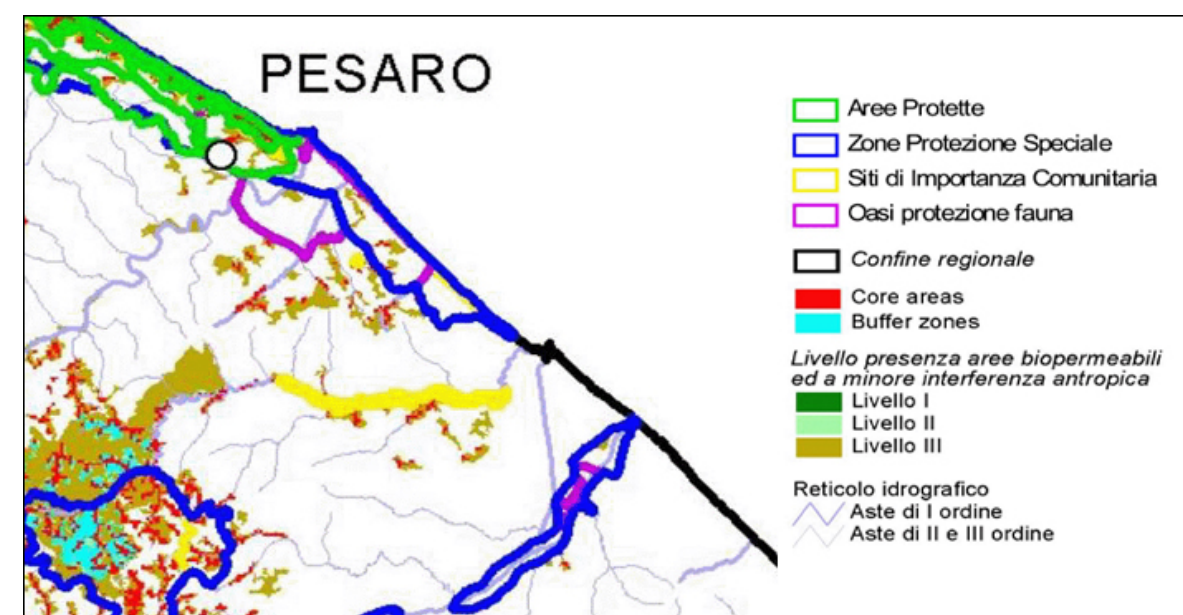 PESARO
Aree Protette
Zone Protezione Speciale
Siti di Importanza Comunitaria
Oasi protezione fauna
Confine regionale
Core areas
Buffer zones
Livello presenza aree biopermeabili
ed a minore interferenza antropica
Livello I
Livello II
Livello III
Reticolo idrografico
Aste di I ordine
Aste di II e III ordine